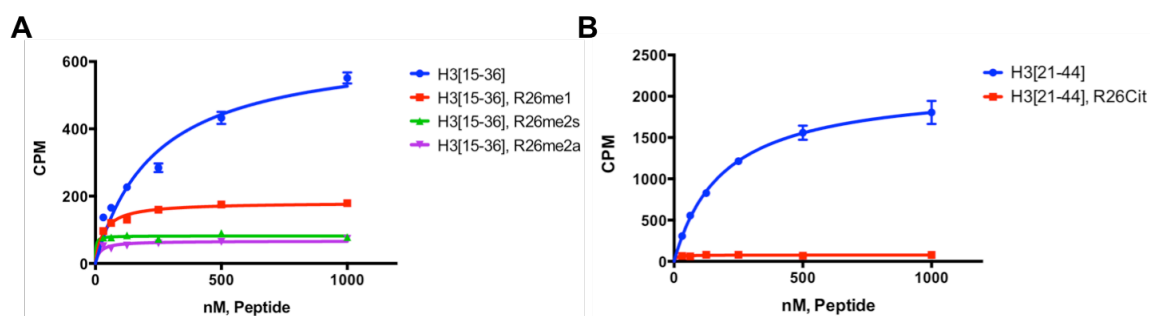 A
CPM
600
400
200
0
0
500
1000
nM, Peptide
H3[15-36]
H3[15-36], R26me1
H3[15-36], R26me2s
H3[15-36], R26me2a
B
CPM
2500
2000
1500
1000
500
0
0
500
1000
nM, Peptide
H3[21-44]
H3[21-44], R26Cit